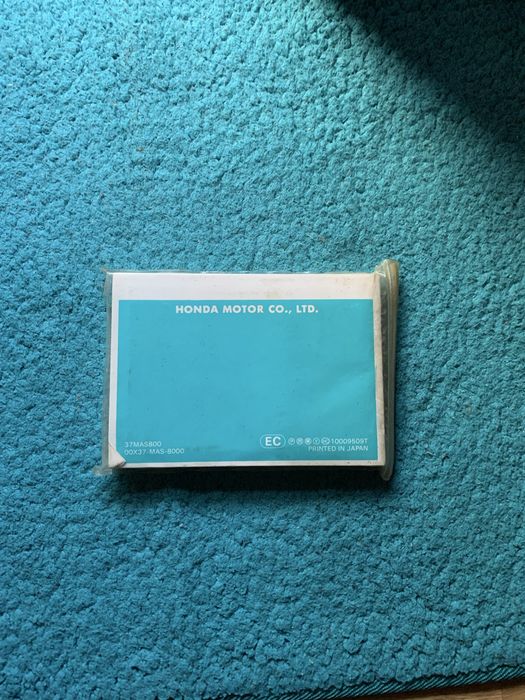 HONDA MOTOR CO., LTD.
37MAS800
00X37-MAS-8000
EC 10009509T
PRINTED IN JAPAN